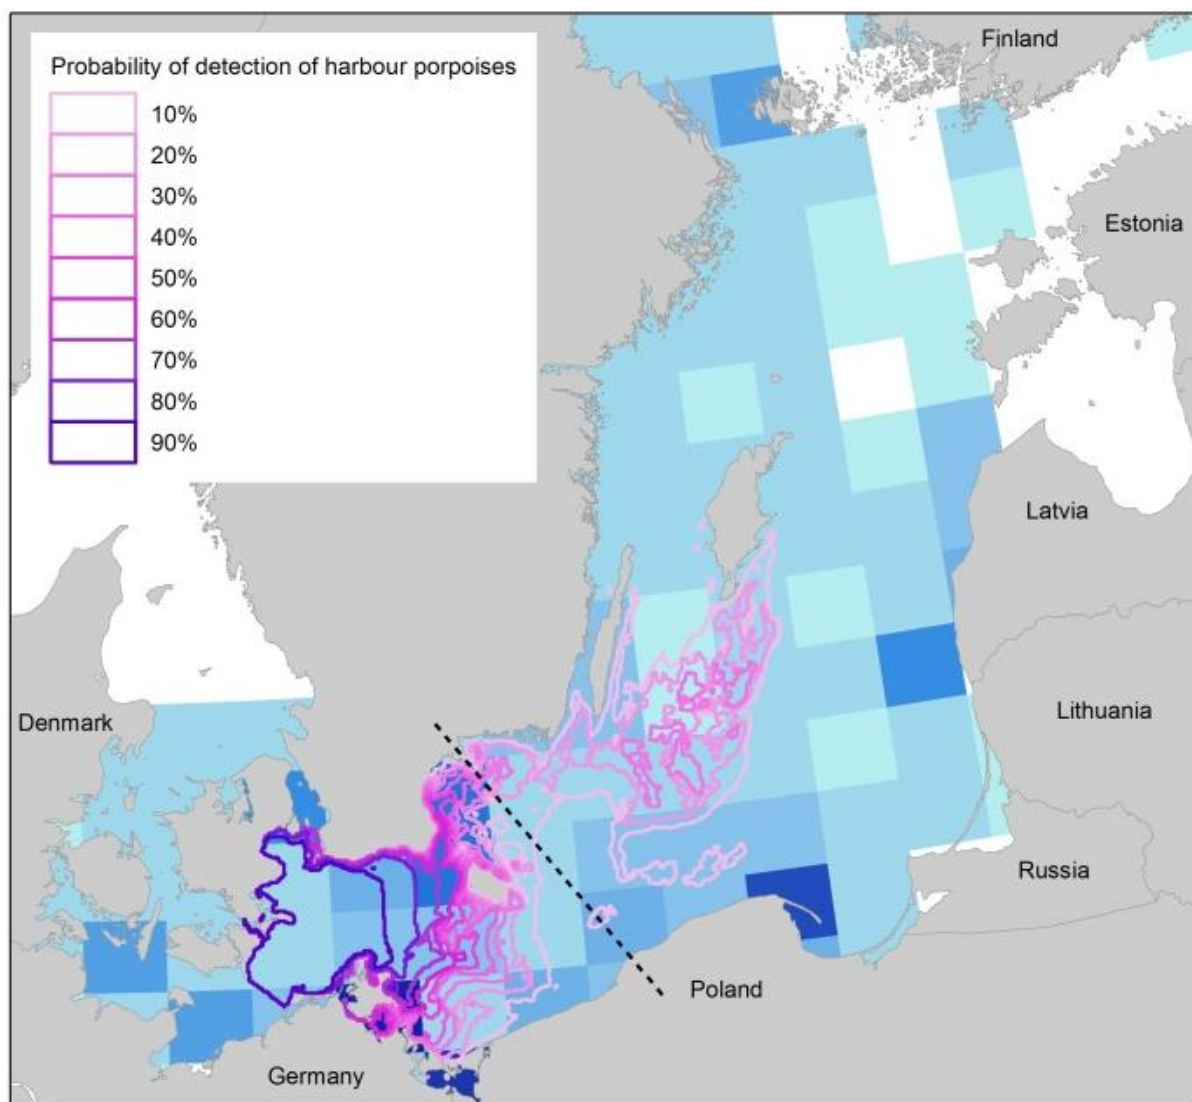 Probability of detection of harbour porpoises
10%
20%
30%
40%
50%
60%
70%
80%
90%
Finland
Estonia
Latvia
Lithuania
Denmark
Russia
Poland
Germany